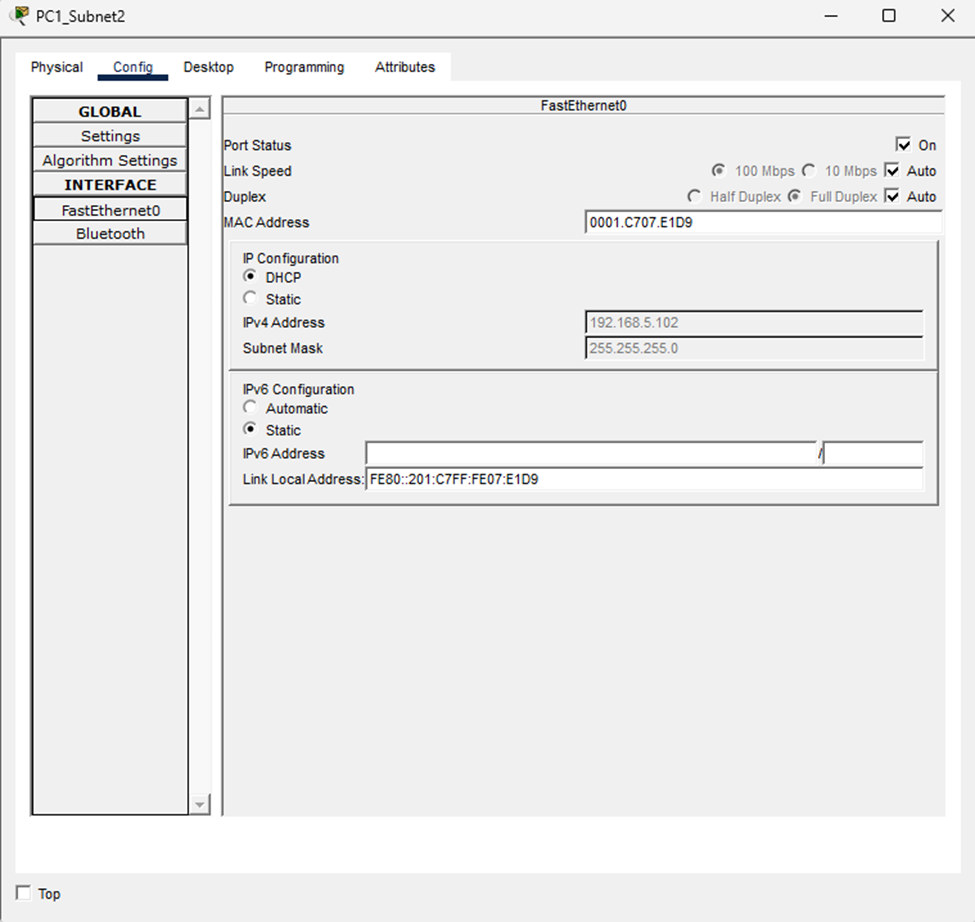 PC1_Subnet2
Physical Config Desktop Programming Attributes
GLOBAL
Settings
Algorithm Settings
INTERFACE
FastEthernet0
Bluetooth
FastEthernet0
Port Status On
Link Speed 100 Mbps 10 Mbps Auto
Duplex Half Duplex Full Duplex Auto
MAC Address 0001.C707.E1D9
IP Configuration
DHCP
Static
IPv4 Address 192.168.5.102
Subnet Mask 255.255.255.0
IPv6 Configuration
Automatic
Static
IPv6 Address /
Link Local Address: FE80::201:C7FF:FE07:E1D9
Top